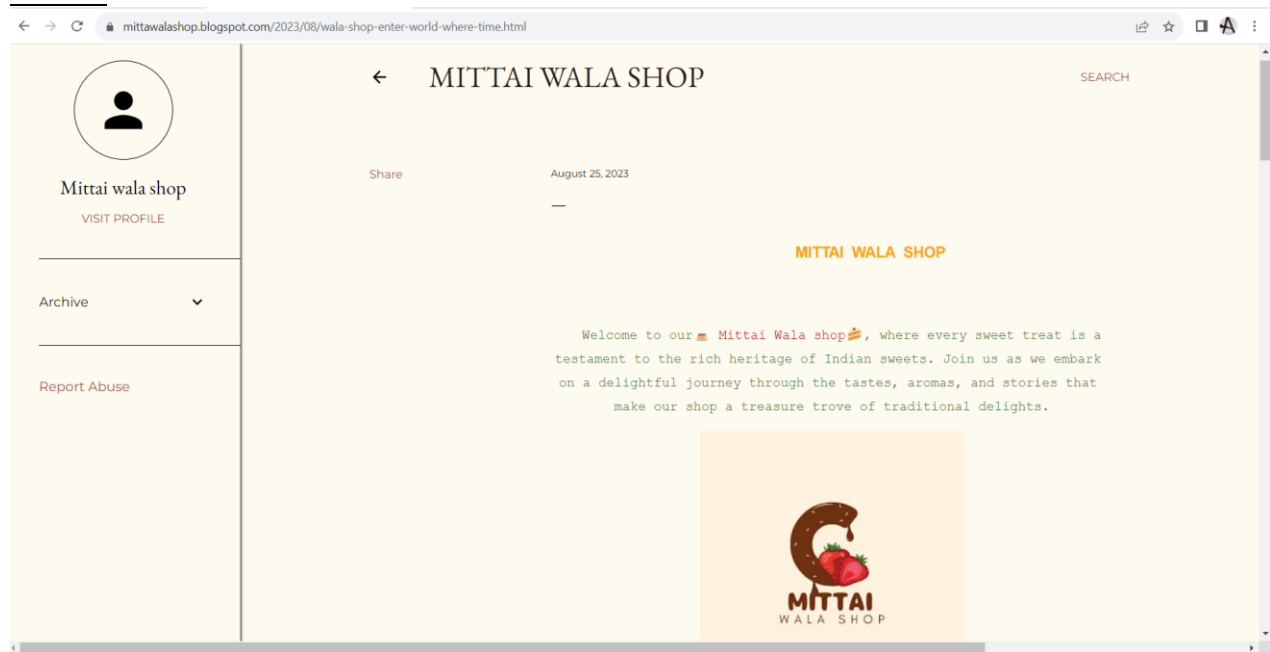 mittawalashop.blogspot.com/2023/08/wala-shop-enter-world-where-time.html
Mittai wala shop
VISIT PROFILE
Archive
Report Abuse
MITTAI WALA SHOP
SEARCH
Share
August 25, 2023
MITTAI WALA SHOP
Welcome to our☕ Mittai Wala shop🍰, where every sweet treat is a
testament to the rich heritage of Indian sweets. Join us as we embark
on a delightful journey through the tastes, aromas, and stories that
make our shop a treasure trove of traditional delights.
MITTAI
WALA SHOP